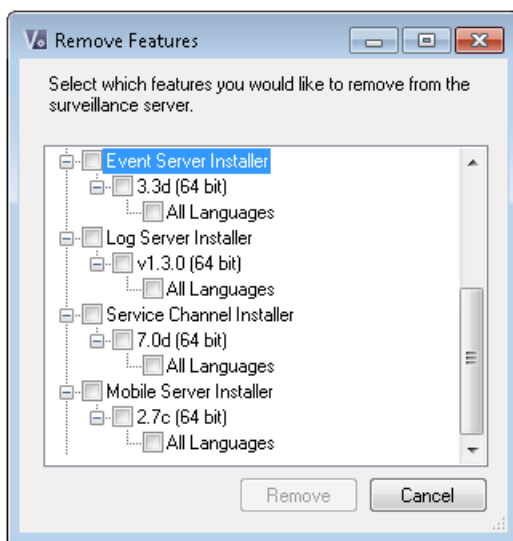 Remove Features
Select which features you would like to remove from the
surveillance server.
Event Server Installer
3.3d (64 bit)
All Languages
Log Server Installer
v1.3.0 (64 bit)
All Languages
Service Channel Installer
7.0d (64 bit)
All Languages
Mobile Server Installer
2.7c (64 bit)
All Languages
Remove Cancel